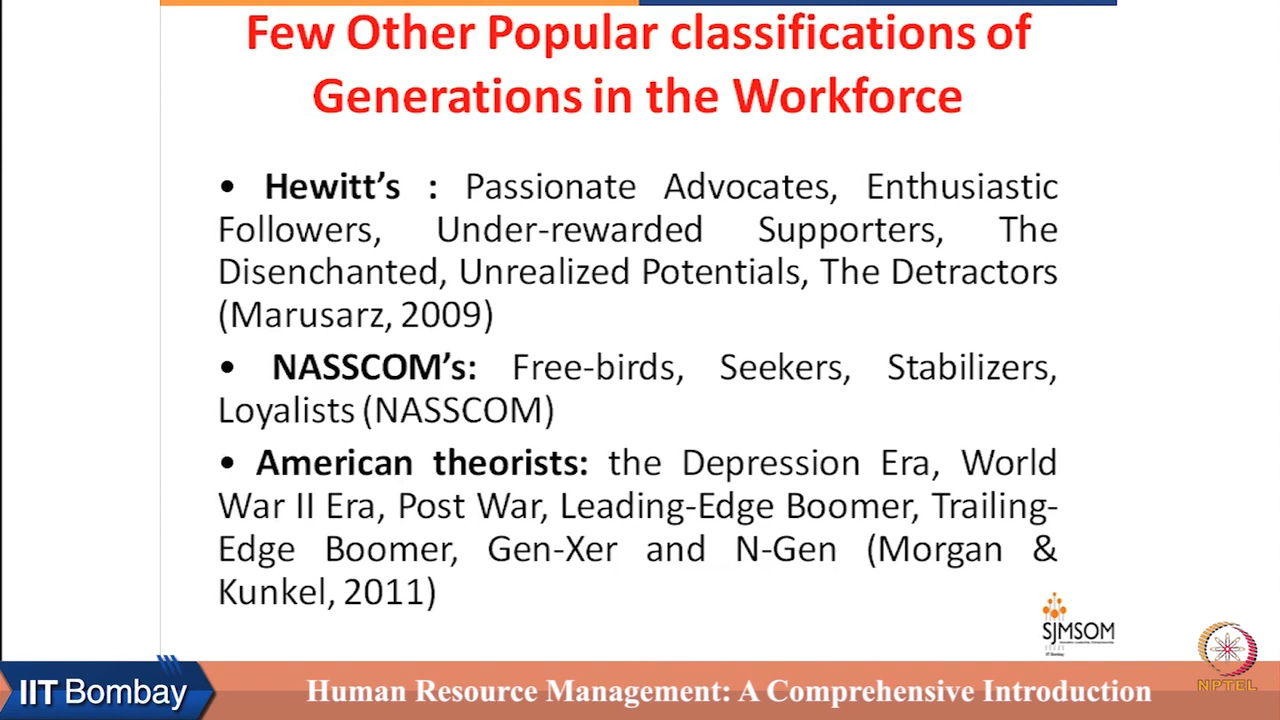 Few Other Popular classifications of
Generations in the Workforce
• Hewitt's : Passionate Advocates, Enthusiastic
Followers, Under-rewarded Supporters, The
Disenchanted, Unrealized Potentials, The Detractors
(Marusarz, 2009)
• NASSCOM's: Free-birds, Seekers, Stabilizers,
Loyalists (NASSCOM)
• American theorists: the Depression Era, World
War II Era, Post War, Leading-Edge Boomer, Trailing-
Edge Boomer, Gen-Xer and N-Gen (Morgan &
Kunkel, 2011)
SJMSOM
IIT Bombay
NPTEL
IIT Bombay
Human Resource Management: A Comprehensive Introduction